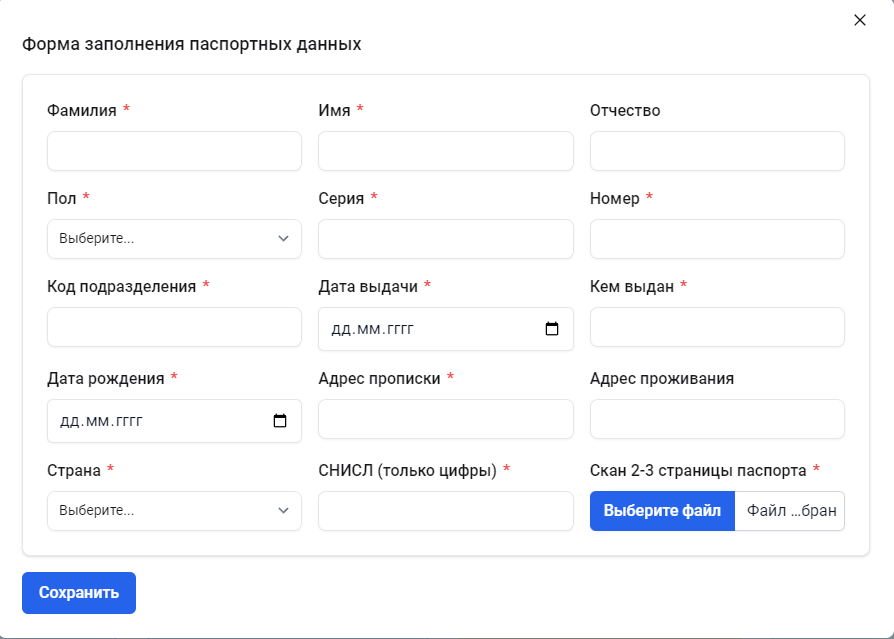 Форма заполнения паспортных данных
Фамилия * Имя * Отчество
Пол * Серия * Номер *
Выберите...
Код подразделения * Дата выдачи * Кем выдан *
дд.мм.гггг
Дата рождения * Адрес прописки * Адрес проживания
дд.мм.гггг
Страна * СНИСЛ (только цифры) * Скан 2-3 страницы паспорта *
Выберите... Выберите файл Файл ...бран
Сохранить